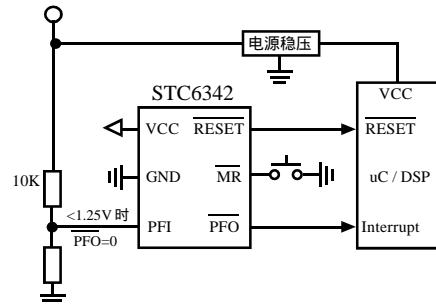 电源稳压
STC6342
VCC
VCC
RESET
RESET
GND
MR
uC / DSP
10K
<1.25V 时
PFO=0
PFI
PFO
Interrupt